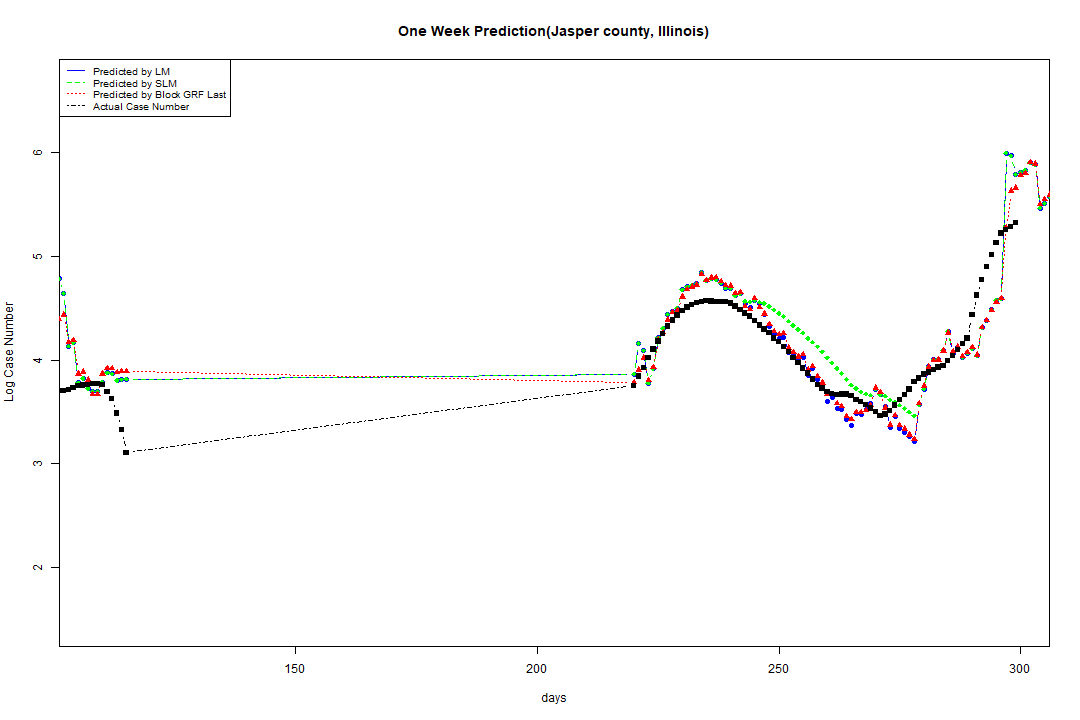 One Week Prediction(Jasper county, Illinois)
Predicted by LM
Predicted by SLM
Predicted by Block GRF Last
Actual Case Number
Log Case Number
6
5
4
3
2
150 200 250 300
days